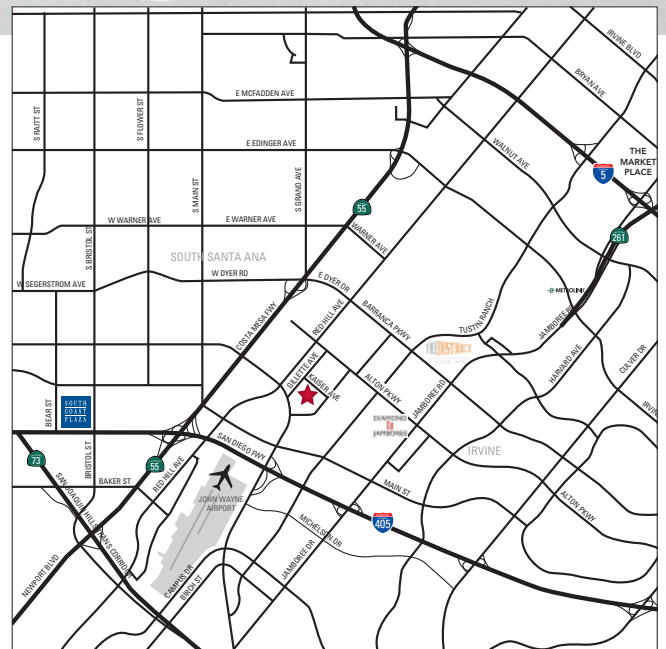 IRVINE BLVD
BRYAN AVE
E MCFADDEN AVE
S RAITT ST
S FLOWER ST
E EDINGER AVE
WALNUT AVE
THE
MARKET
PLACE
5
S MAIN ST
S GRAND AVE
55
W WARNER AVE
E WARNER AVE
WARNER AVE
261
S BRISTOL ST
SOUTH SANTA ANA
W DYER RD
E DYER DR
W SEGERSTROM AVE
METROLINK
COSTA MESA FWY
RED HILL AVE
BARRANCA PKWY
TUSTIN RANCH
JAMBOREE RD
THE DISTRICT
HARVARD AVE
CULVER DR
GILLETTE AVE
KAISER AVE
ALTON PKWY
JAMBOREE RD
BEAR ST
SOUTH
COAST
PLAZA
DIAMOND
JAMBOREE
SAN DIEGO FWY
IRVINE
BRISTOL ST
73
55
BAKER ST
RED HILL AVE
MAIN ST
JOHN WAYNE
AIRPORT
ALTON PKWY
405
SAN JOAQUIN HILLS TRANS CORRIDOR
MICHELSON DR
NEWPORT BLVD
CAMPUS DR
BIRCH ST
JAMBOREE DR